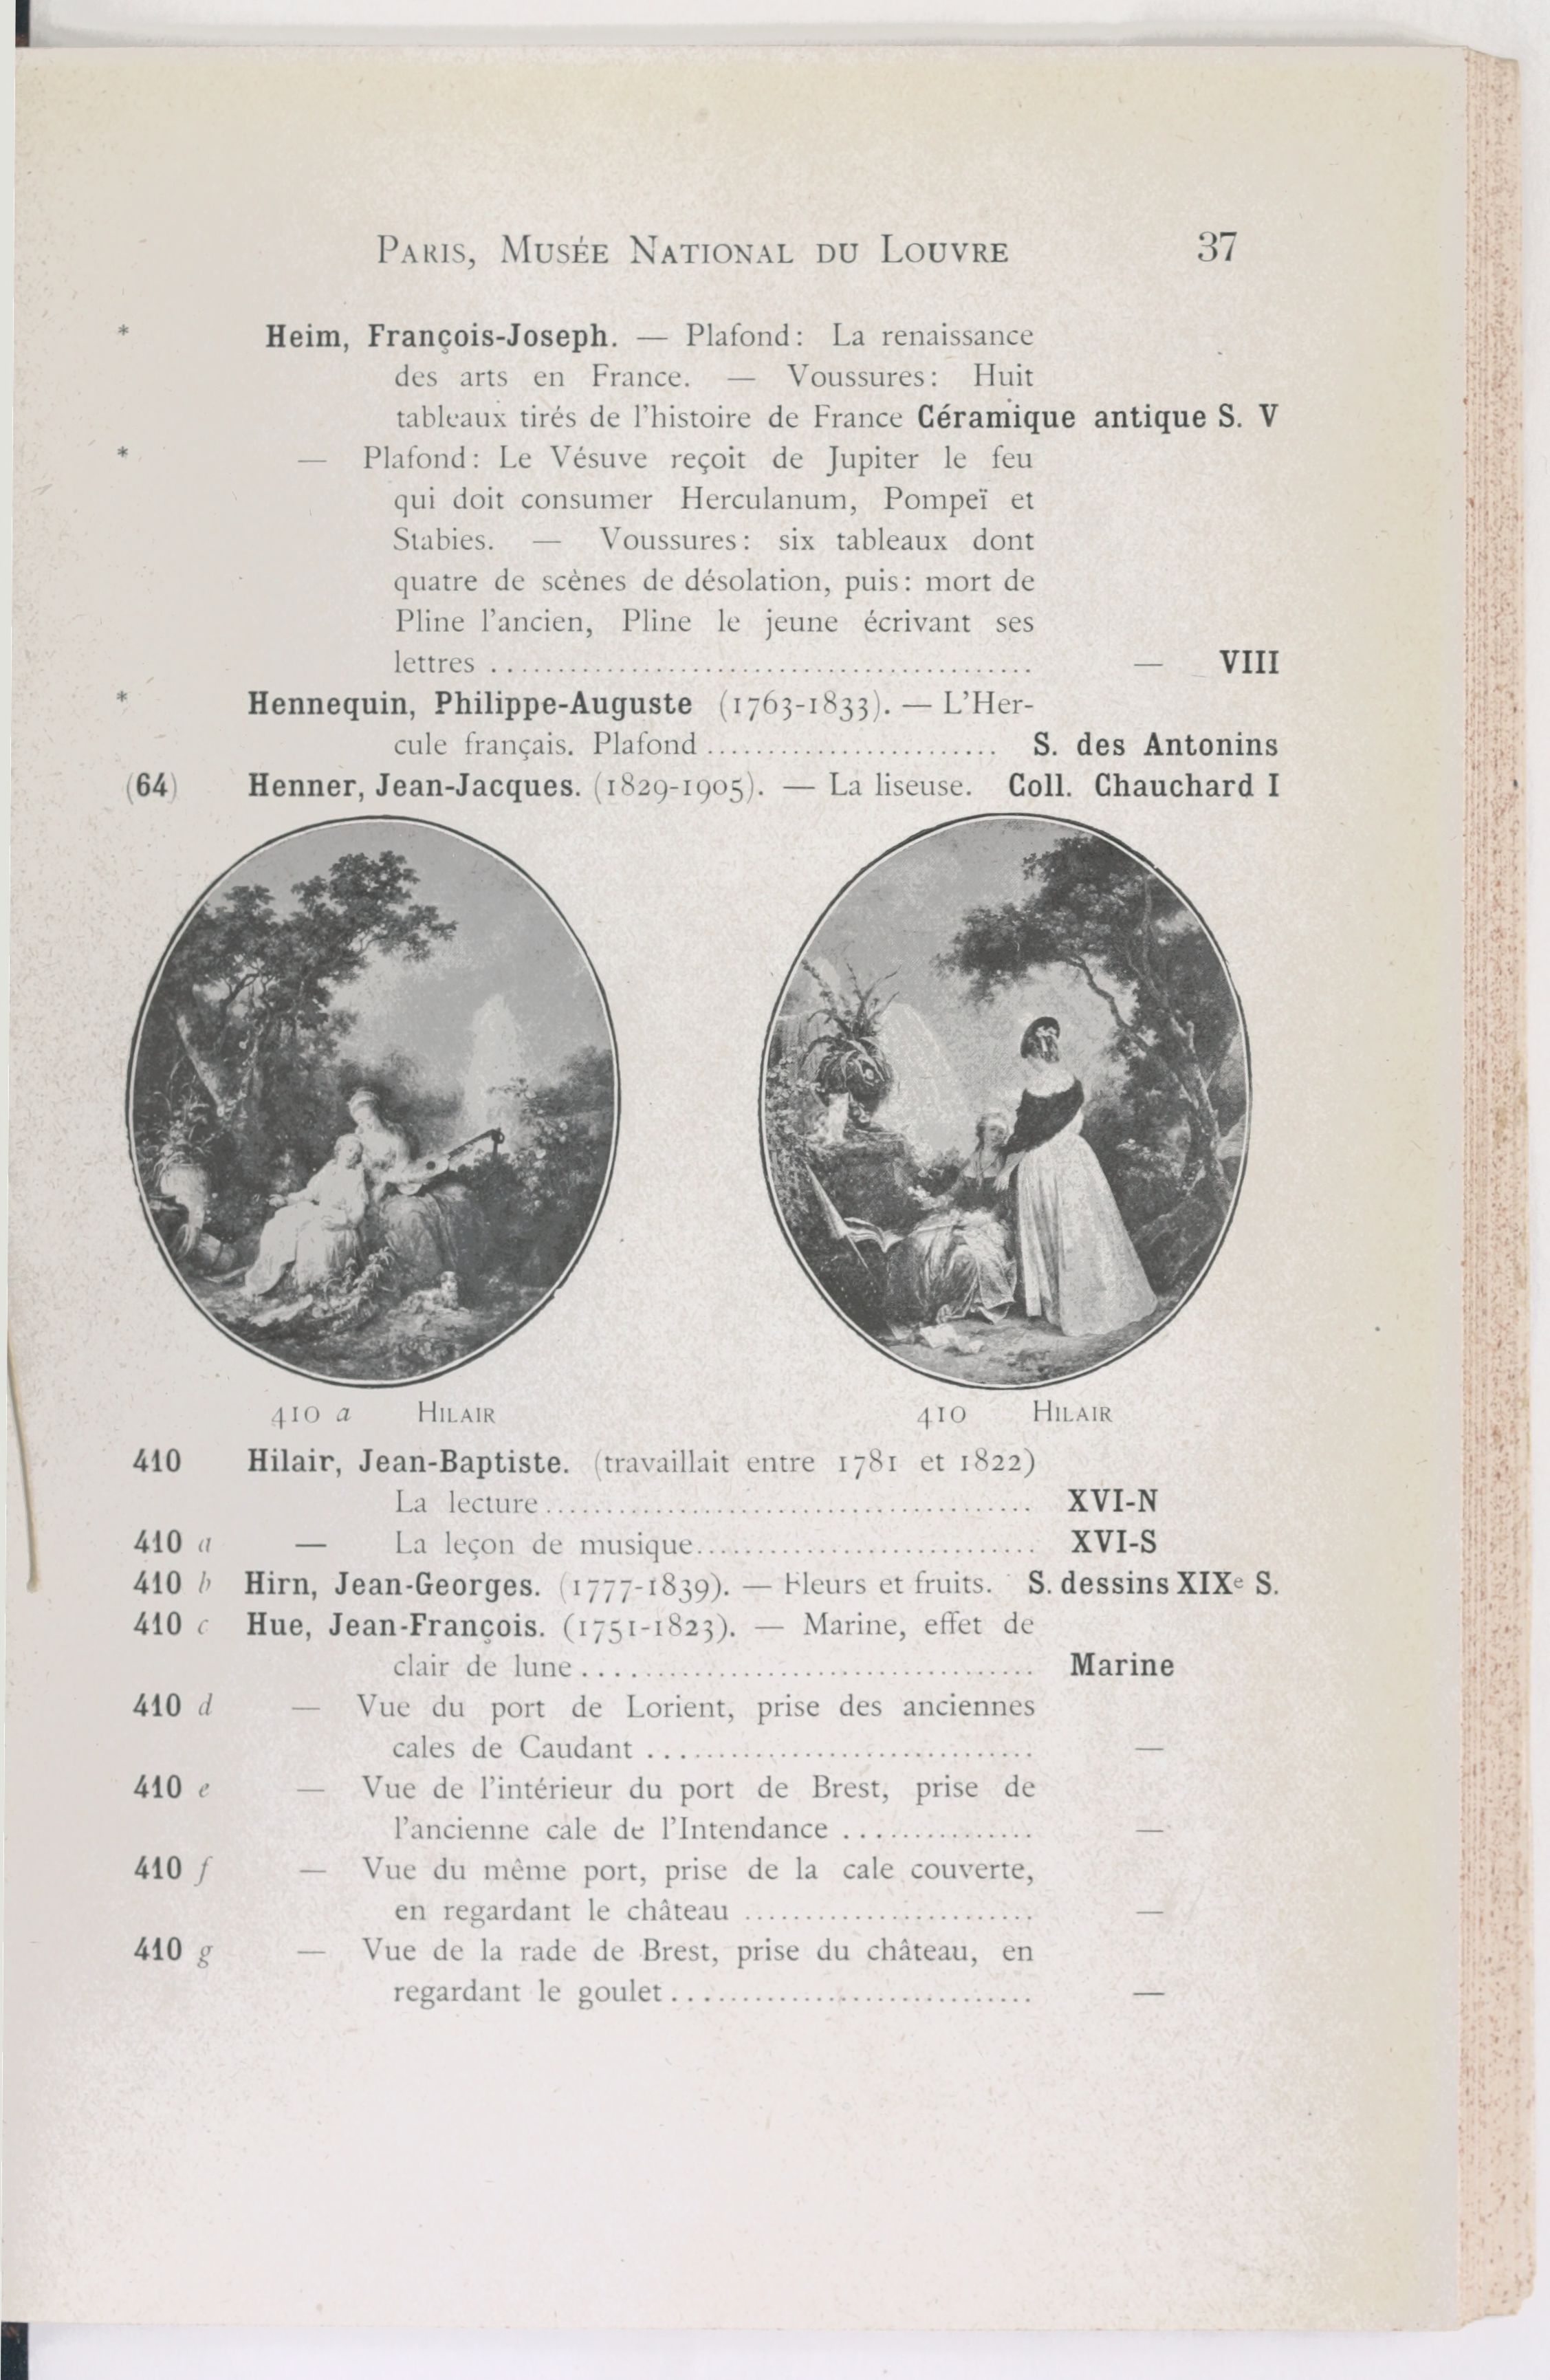 PARIS, MUSÉE NATIONAL DU LOUVRE 37
* Heim, François-Joseph. — Plafond: La renaissance
des arts en France. — Voussures: Huit
tableaux tirés de l'histoire de France Céramique antique S. V
* — Plafond: Le Vésuve reçoit de Jupiter le feu
qui doit consumer Herculanum, Pompeï et
Stabies. — Voussures: six tableaux dont
quatre de scènes de désolation, puis: mort de
Pline l'ancien, Pline le jeune écrivant ses
lettres ........................................ — VIII
* Hennequin, Philippe-Auguste (1763-1833). — L'Her-
cule français. Plafond ........................ S. des Antonins
(64) Henner, Jean-Jacques. (1829-1905). — La liseuse. Coll. Chauchard I
410 a HILAIR
410 HILAIR
410 Hilair, Jean-Baptiste. (travaillait entre 1781 et 1822)
La lecture ...................................... XVI-N
410 a — La leçon de musique............................ XVI-S
410 b Hirn, Jean-Georges. (1777-1839). — Fleurs et fruits. S. dessins XIXe S.
410 c Hue, Jean-François. (1751-1823). — Marine, effet de
clair de lune .................................... Marine
410 d — Vue du port de Lorient, prise des anciennes
cales de Caudant ............................... —
410 e — Vue de l'intérieur du port de Brest, prise de
l'ancienne cale de l'Intendance ............... —
410 f — Vue du même port, prise de la cale couverte,
en regardant le château ........................ —
410 g — Vue de la rade de Brest, prise du château, en
regardant le goulet ............................. —